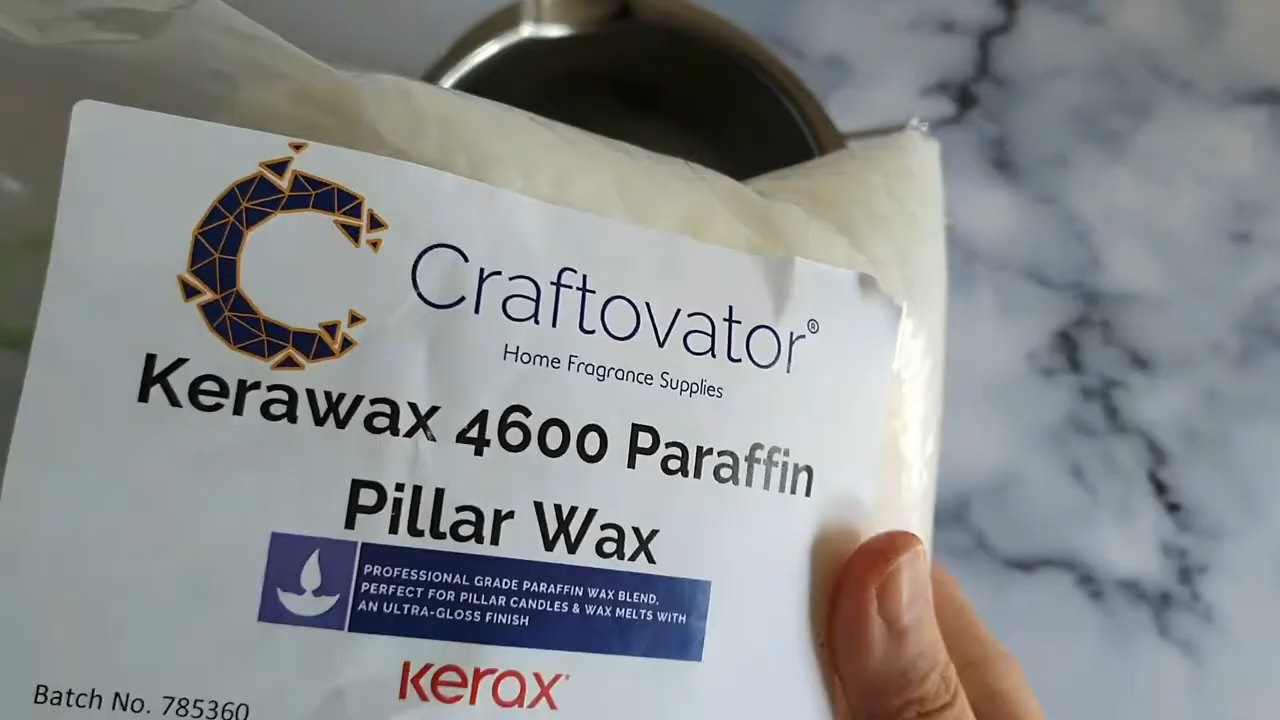 Craftovator®
Home Fragrance Supplies
Kerawax 4600 Paraffin
Pillar Wax
PROFESSIONAL GRADE PARAFFIN WAX BLEND,
PERFECT FOR PILLAR CANDLES & WAX MELTS WITH
AN ULTRA-GLOSS FINISH
kerax
Batch No. 785360